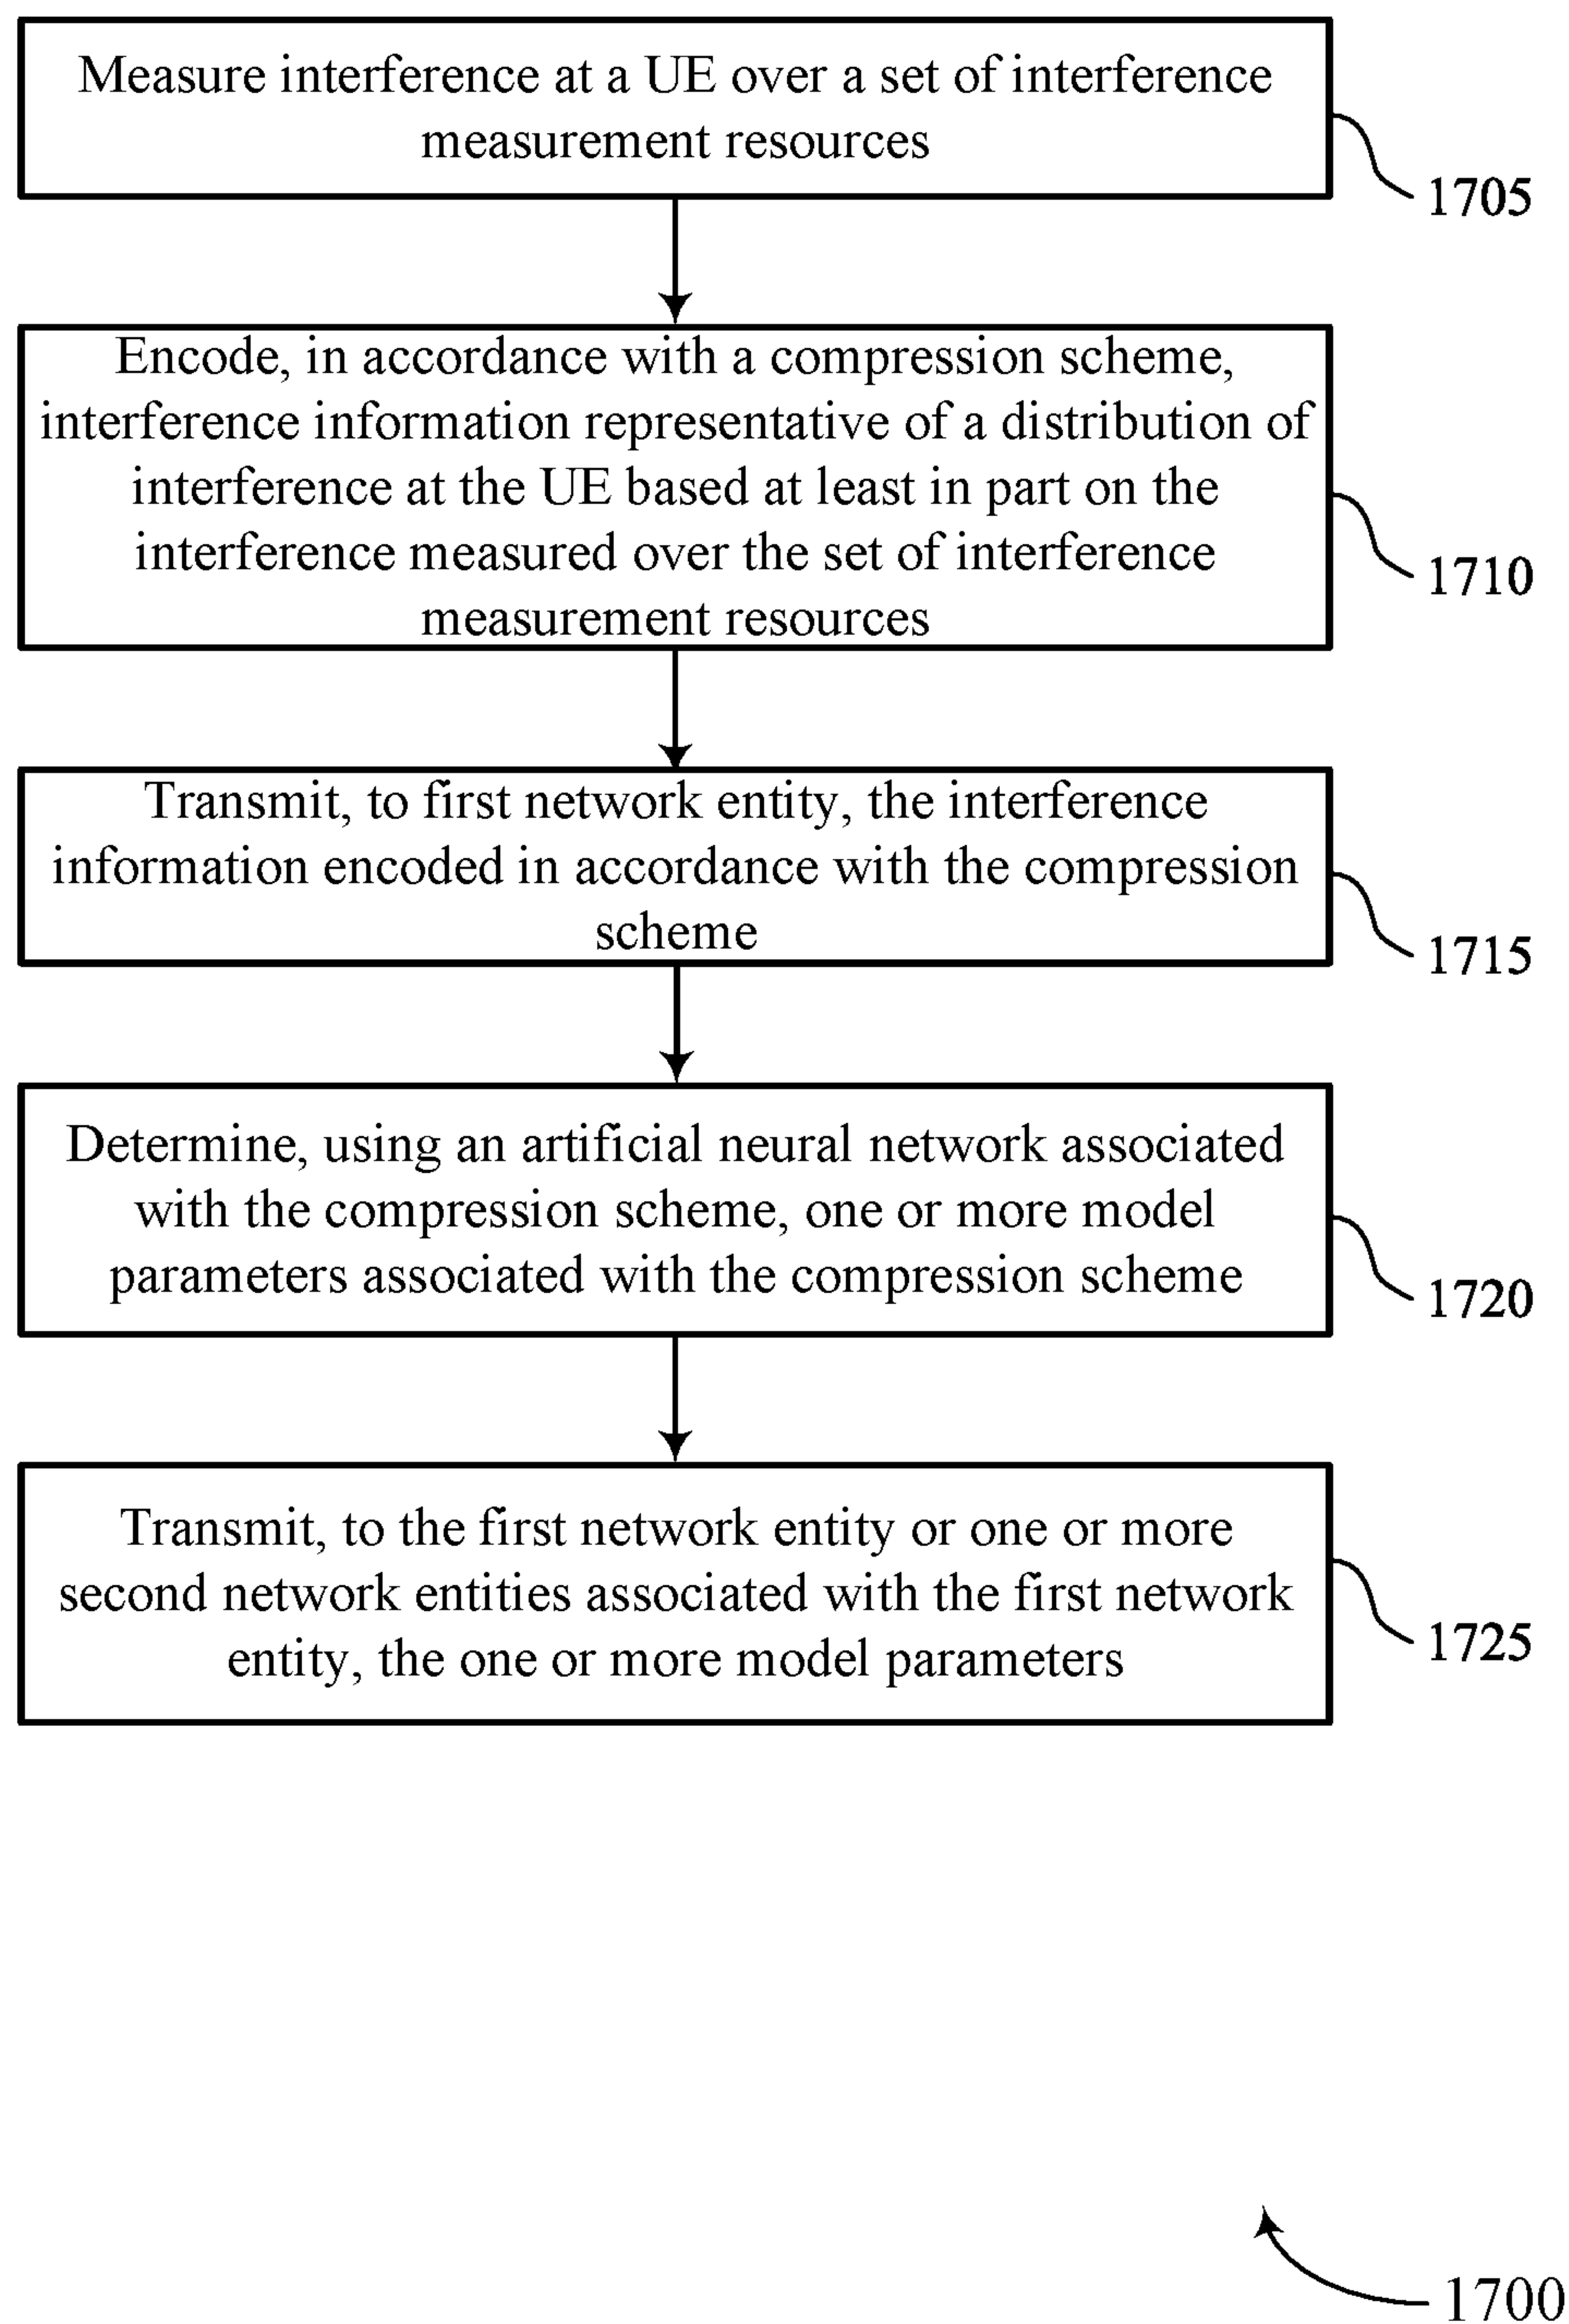 Measure interference at a UE over a set of interference
measurement resources
1705
Encode, in accordance with a compression scheme,
interference information representative of a distribution of
interference at the UE based at least in part on the
interference measured over the set of interference
measurement resources
1710
Transmit, to first network entity, the interference
information encoded in accordance with the compression
scheme
1715
Determine, using an artificial neural network associated
with the compression scheme, one or more model
parameters associated with the compression scheme
1720
Transmit, to the first network entity or one or more
second network entities associated with the first network
entity, the one or more model parameters
1725
1700